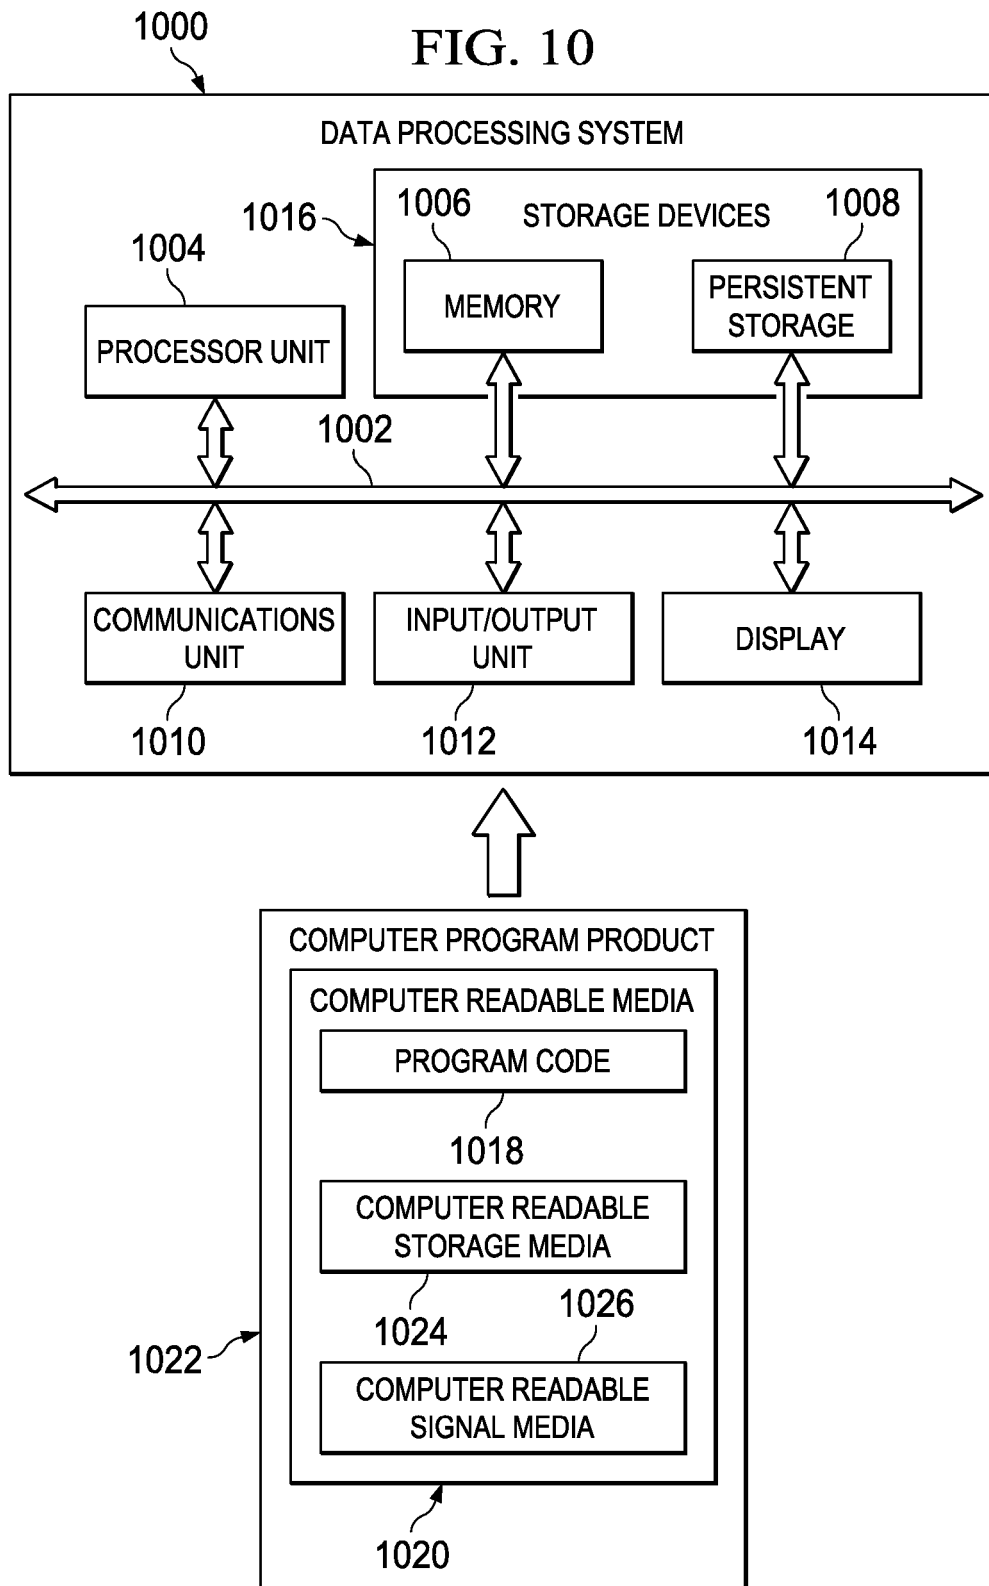 1000
FIG. 10
DATA PROCESSING SYSTEM
1016
1006
STORAGE DEVICES
1008
1004
MEMORY
PERSISTENT
STORAGE
PROCESSOR UNIT
1002
COMMUNICATIONS
UNIT
INPUT/OUTPUT
UNIT
DISPLAY
1010
1012
1014
COMPUTER PROGRAM PRODUCT
COMPUTER READABLE MEDIA
PROGRAM CODE
1018
COMPUTER READABLE
STORAGE MEDIA
1024
1026
1022
COMPUTER READABLE
SIGNAL MEDIA
1020